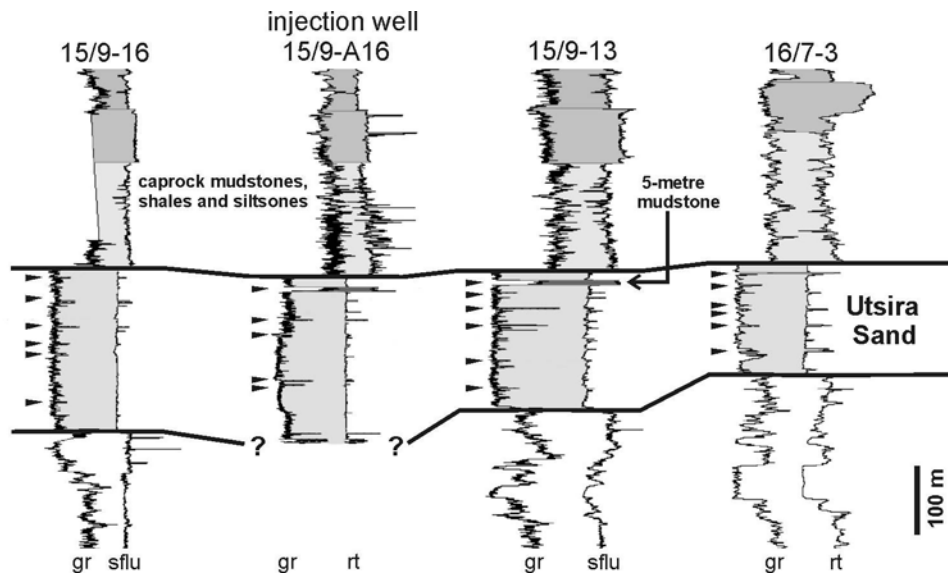 injection well
15/9-16
15/9-A16
15/9-13
16/7-3
caprock mudstones,
shales and siltsones
5-metre
mudstone
Utsira
Sand
?
?
100 m
gr sflu
gr rt
gr sflu
gr rt